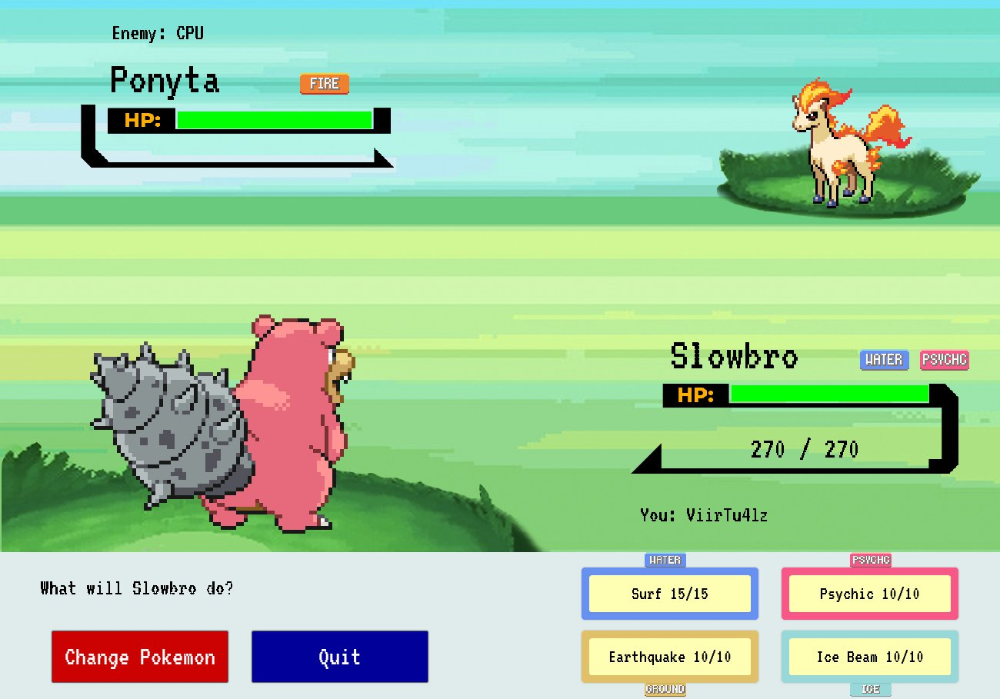 Enemy: CPU
Ponyta FIRE
HP:
Slowbro WATER PSYCHC
HP:
270 / 270
You: ViirTu4lz
What will Slowbro do?
Change Pokemon Quit
WATER PSYCHC
Surf 15/15 Psychic 10/10
Earthquake 10/10 Ice Beam 10/10
GROUND ICE